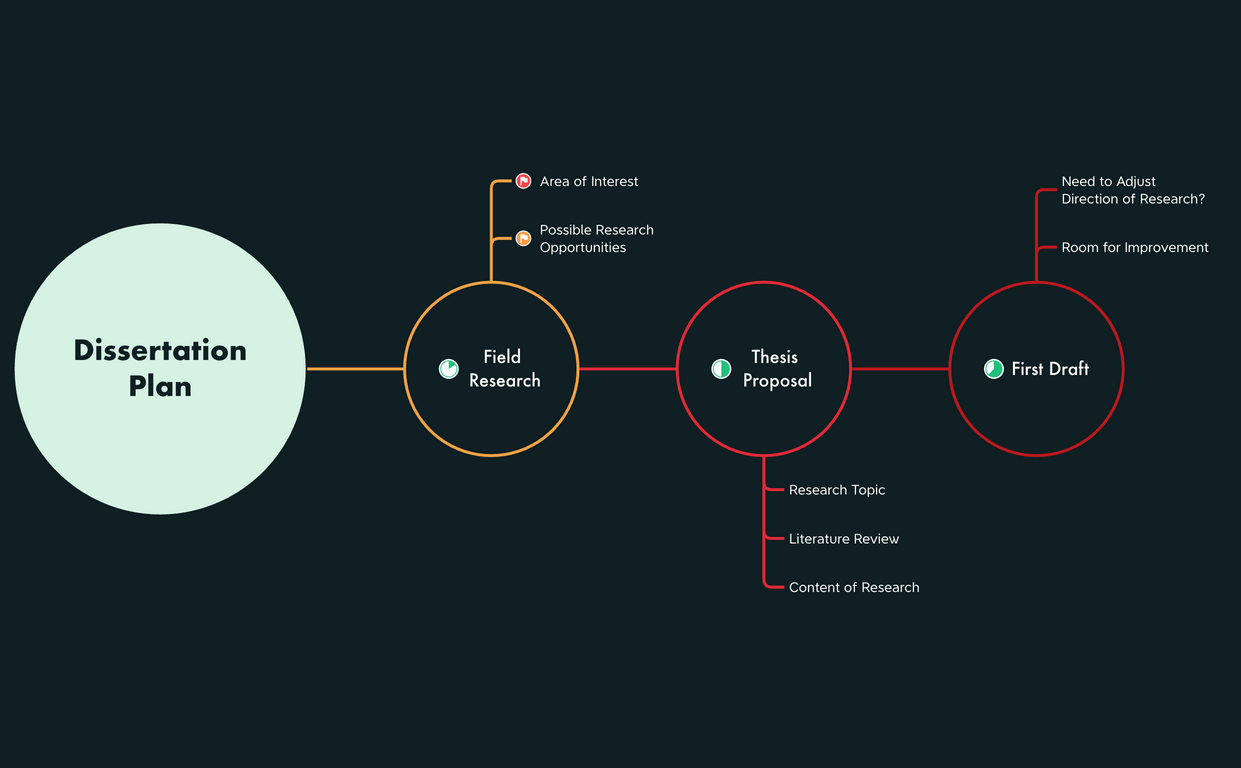 Dissertation
Plan
Area of Interest
Possible Research
Opportunities
Field
Research
Thesis
Proposal
Research Topic
Literature Review
Content of Research
Need to Adjust
Direction of Research?
Room for Improvement
First Draft